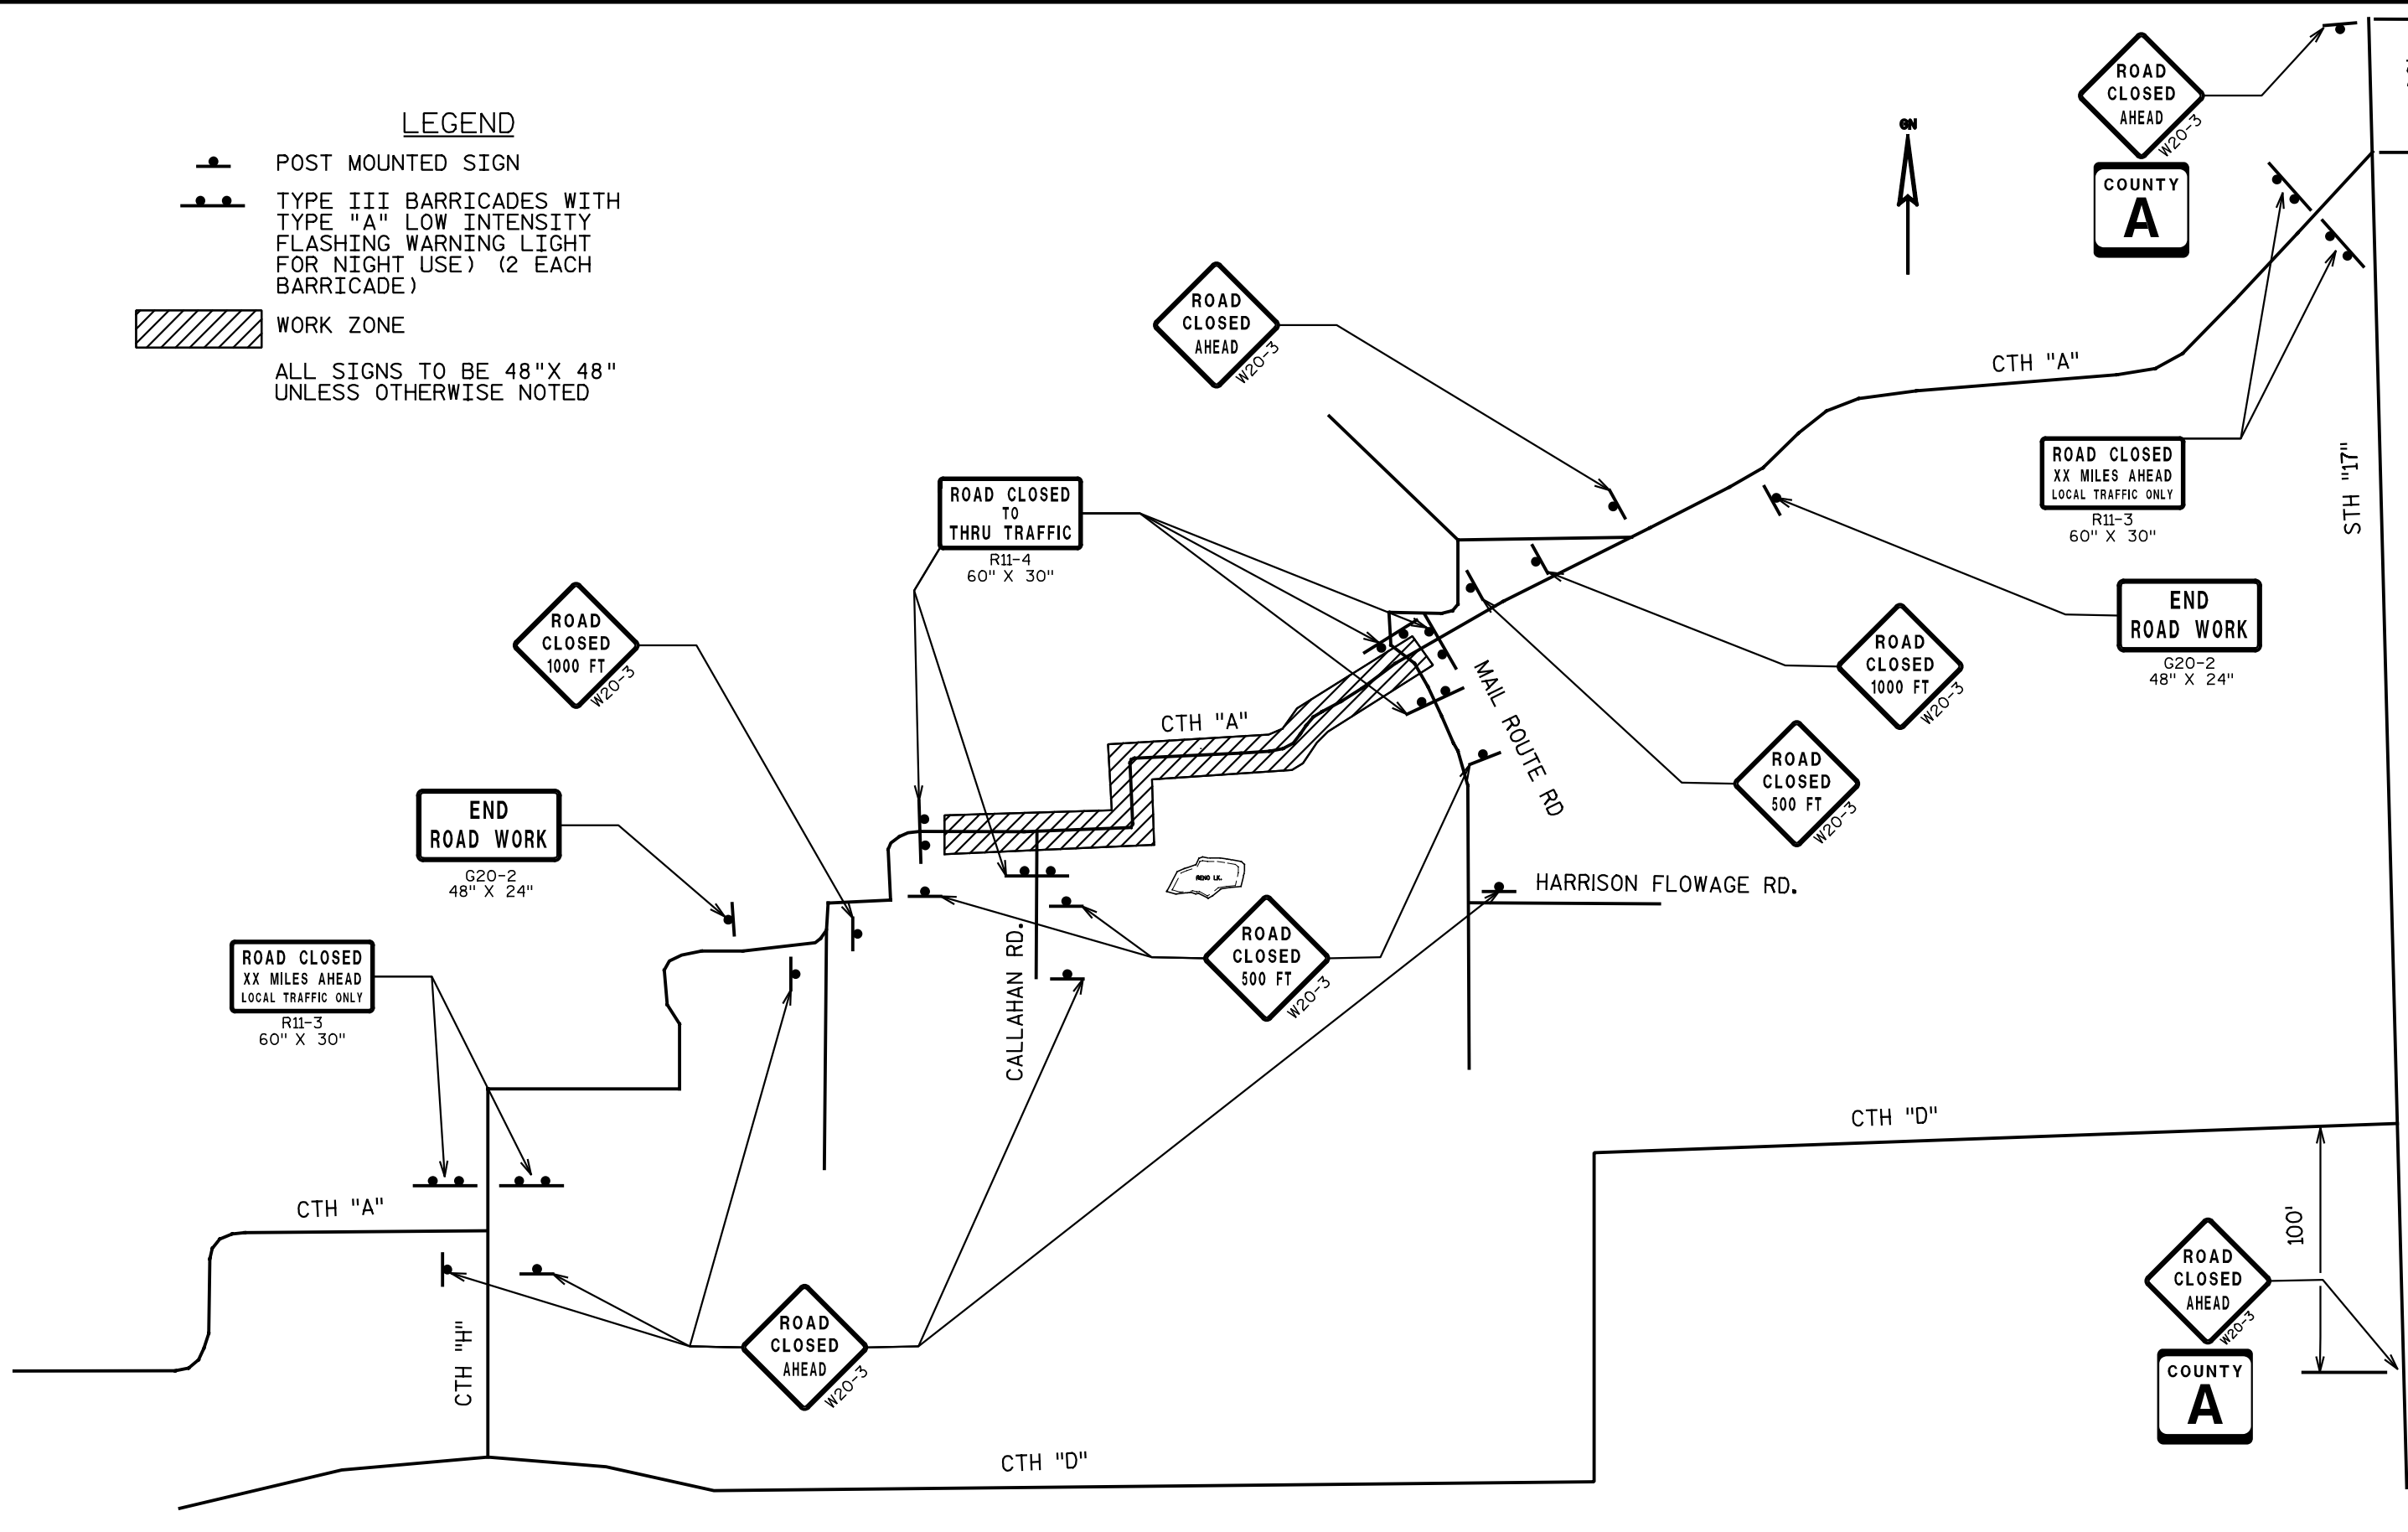 LEGEND
POST MOUNTED SIGN
TYPE III BARRICADES WITH
TYPE "A" LOW INTENSITY
FLASHING WARNING LIGHT
FOR NIGHT USE) (2 EACH
BARRICADE)
WORK ZONE
ALL SIGNS TO BE 48"X 48"
UNLESS OTHERWISE NOTED
GN
ROAD
CLOSED
AHEAD
W20-3
COUNTY
A
ROAD
CLOSED
AHEAD
W20-3
CTH "A"
ROAD CLOSED
XX MILES AHEAD
LOCAL TRAFFIC ONLY
R11-3
60" X 30"
STH "17"
ROAD CLOSED
TO
THRU TRAFFIC
R11-4
60" X 30"
END
ROAD WORK
G20-2
48" X 24"
ROAD
CLOSED
1000 FT
W20-3
ROAD
CLOSED
1000 FT
W20-3
MAIL ROUTE RD
CTH "A"
ROAD
CLOSED
500 FT
W20-3
END
ROAD WORK
G20-2
48" X 24"
RENO LK.
HARRISON FLOWAGE RD.
ROAD CLOSED
XX MILES AHEAD
LOCAL TRAFFIC ONLY
R11-3
60" X 30"
CALLAHAN RD.
ROAD
CLOSED
500 FT
W20-3
CTH "D"
CTH "A"
100'
ROAD
CLOSED
AHEAD
W20-3
COUNTY
A
CTH "H"
ROAD
CLOSED
AHEAD
W20-3
CTH "D"